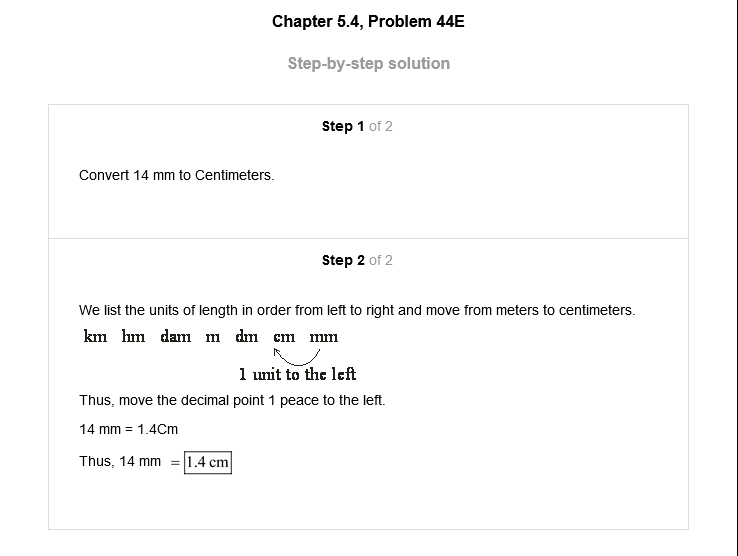 Chapter 5.4, Problem 44E
Step-by-step solution
Step 1 of 2
Convert 14 mm to Centimeters.
Step 2 of 2
We list the units of length in order from left to right and move from meters to centimeters.
km hm dam m dm cm mm
1 unit to the left
Thus, move the decimal point 1 peace to the left.
14 mm = 1.4Cm
Thus, 14 mm = 1.4 cm